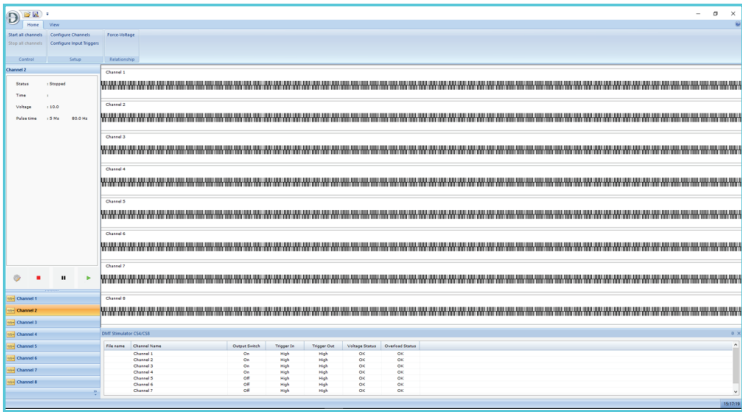 Home View
Start all channels Configure Channels Force-Voltage
Stop all channels Configure Input Triggers
Control Setup Relationship
Channel 2
Status : Stopped
Time :
Voltage : 10.0
Pulse time : 5 Ms 80.0 Hz
Channel 1
Channel 2
Channel 3
Channel 4
Channel 5
Channel 6
Channel 7
Channel 8
Channel 1
Channel 2
Channel 3
Channel 4
Channel 5
Channel 6
Channel 7
Channel 8
File name Channel Name Output Switch Trigger In Trigger Out Voltage Status Overload Status
Channel 1 On High High OK OK
Channel 2 On High High OK OK
Channel 3 On High High OK OK
Channel 4 On High High OK OK
Channel 5 Off High High OK OK
Channel 6 Off High High OK OK
Channel 7 Off High High OK OK